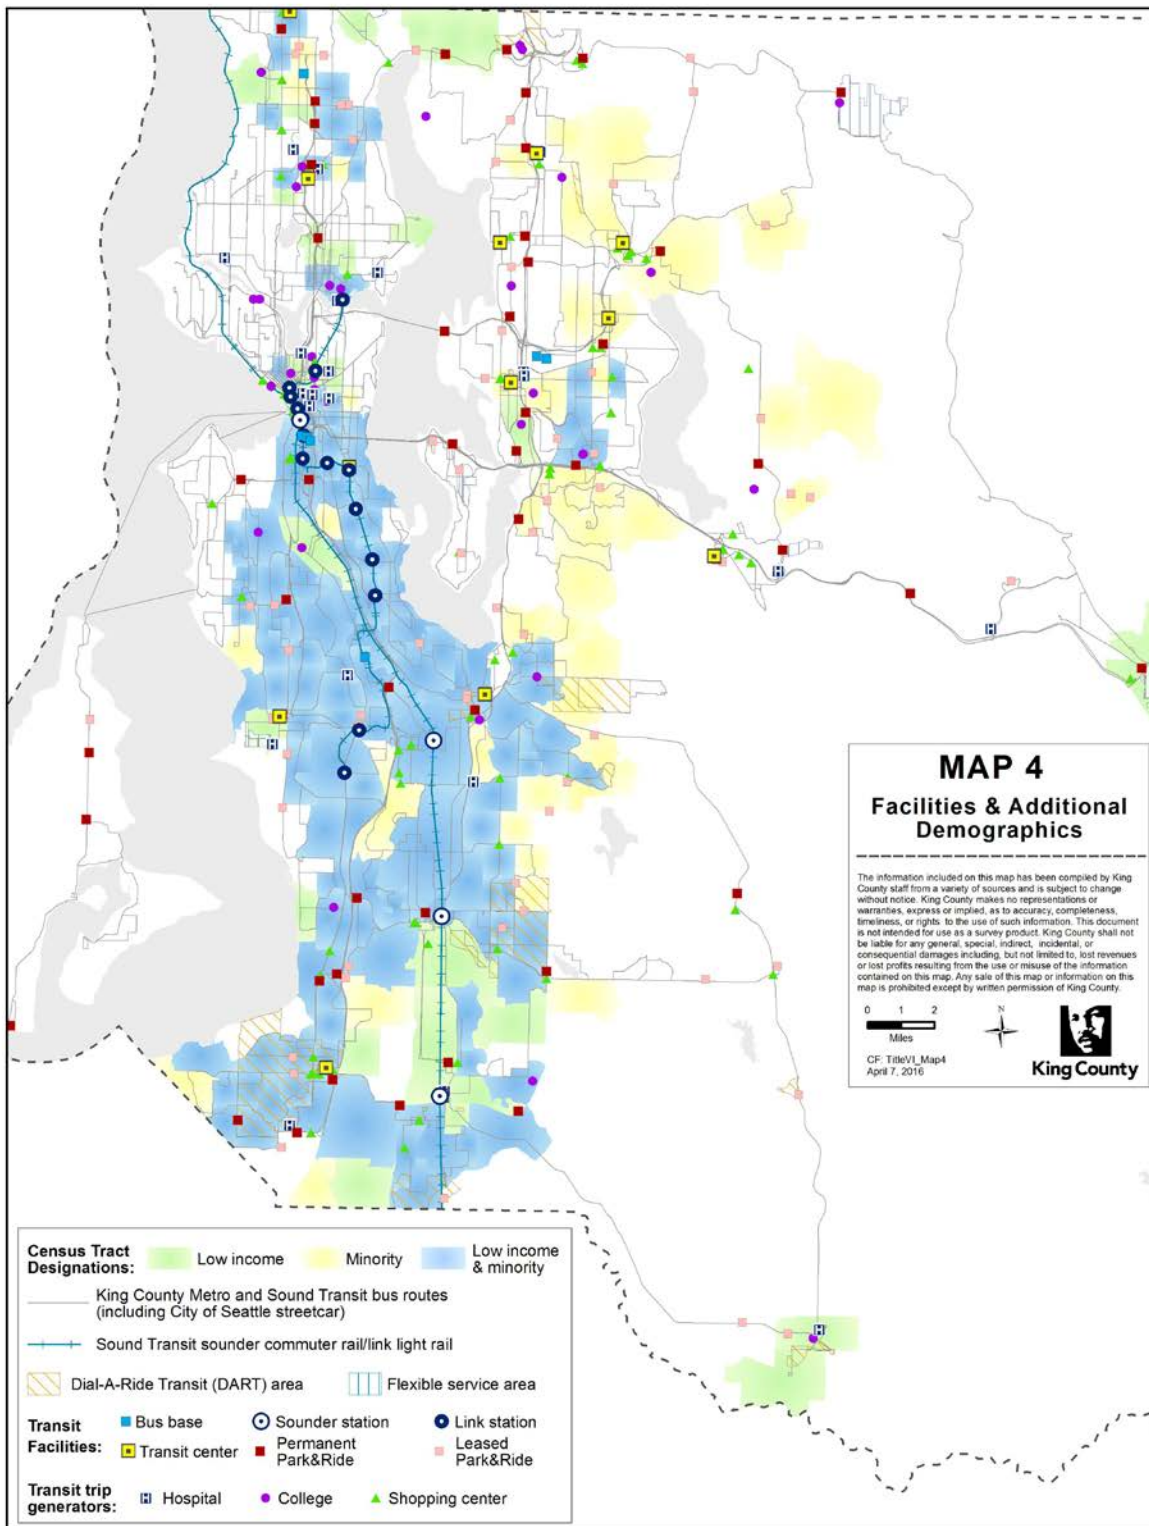 MAP 4
Facilities & Additional
Demographics
The information included on this map has been compiled by King
County staff from a variety of sources and is subject to change
without notice. King County makes no representations or
warranties, express or implied, as to accuracy, completeness,
timeliness, or rights to the use of such information. This document
is not intended for use as a survey product. King County shall not
be liable for any general, special, indirect, incidental, or
consequential damages including, but not limited to, lost revenues
or lost profits resulting from the use or misuse of the information
contained on this map. Any sale of this map or information on this
map is prohibited except by written permission of King County.
0 1 2
Miles
N
CF: TitleVI_Map4
April 7, 2016
King County
Census Tract
Designations:
Low income
Minority
Low income
& minority
King County Metro and Sound Transit bus routes
(including City of Seattle streetcar)
Sound Transit sounder commuter rail/link light rail
Dial-A-Ride Transit (DART) area
Flexible service area
Transit
Facilities:
Bus base
Sounder station
Link station
Transit center
Permanent
Park&Ride
Leased
Park&Ride
Transit trip
generators:
H Hospital
College
Shopping center